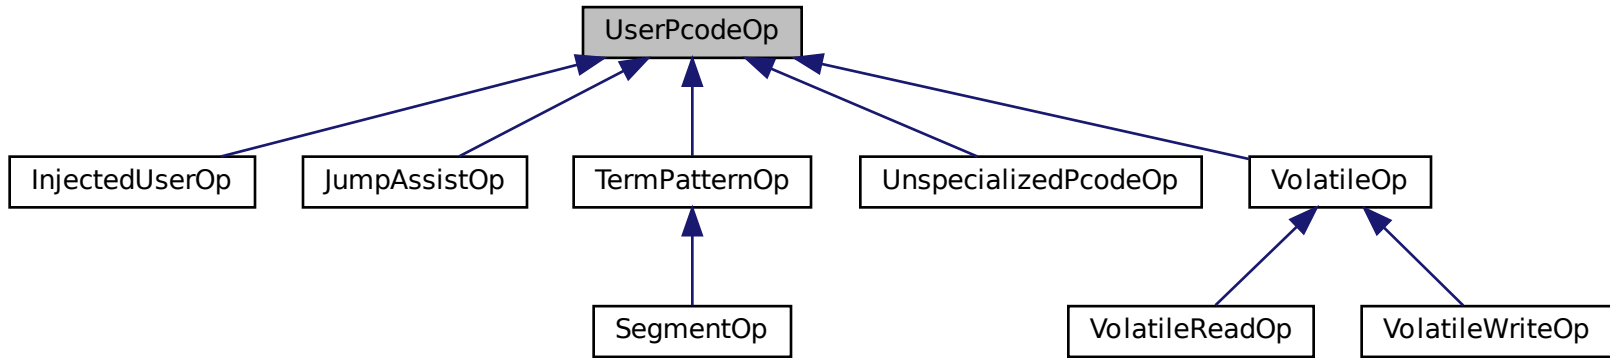 UserPcodeOp
InjectedUserOp
JumpAssistOp
TermPatternOp
UnspecializedPcodeOp
VolatileOp
SegmentOp
VolatileReadOp
VolatileWriteOp